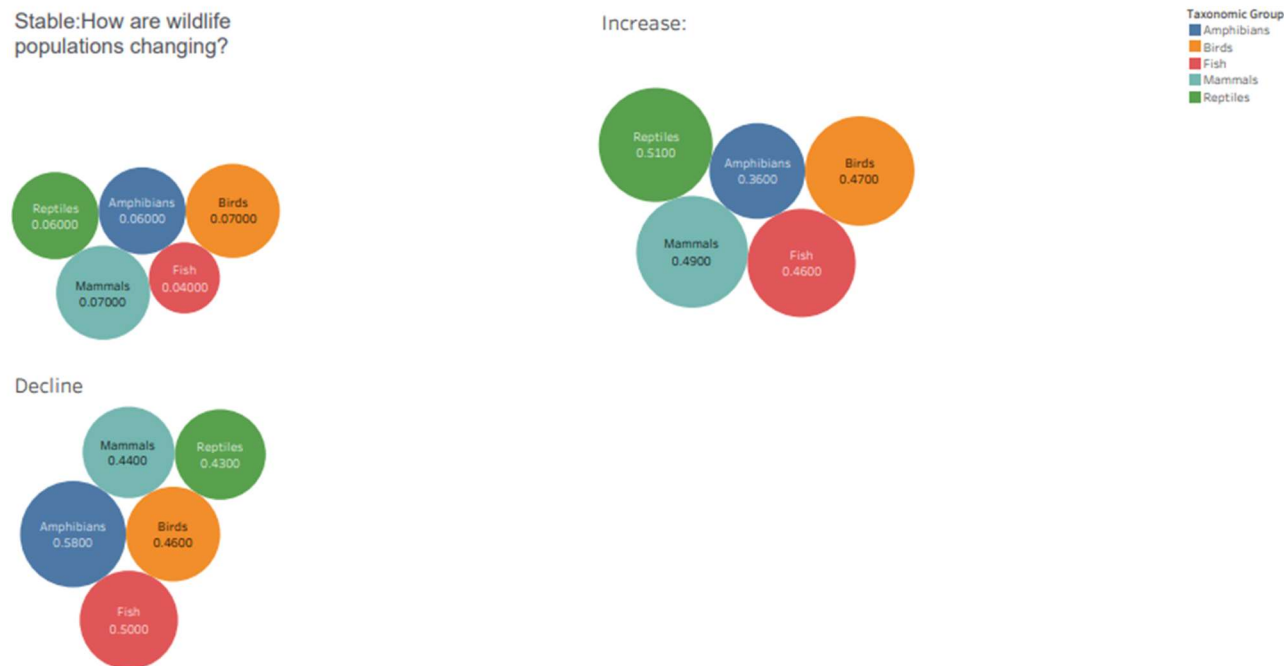 Stable:How are wildlife
populations changing?
Increase:
Taxonomic Group
Amphibians
Birds
Fish
Mammals
Reptiles
Reptiles
0.06000
Amphibians
0.06000
Birds
0.07000
Mammals
0.07000
Fish
0.04000
Reptiles
0.5100
Amphibians
0.3600
Birds
0.4700
Mammals
0.4900
Fish
0.4600
Decline
Mammals
0.4400
Reptiles
0.4300
Amphibians
0.5800
Birds
0.4600
Fish
0.5000